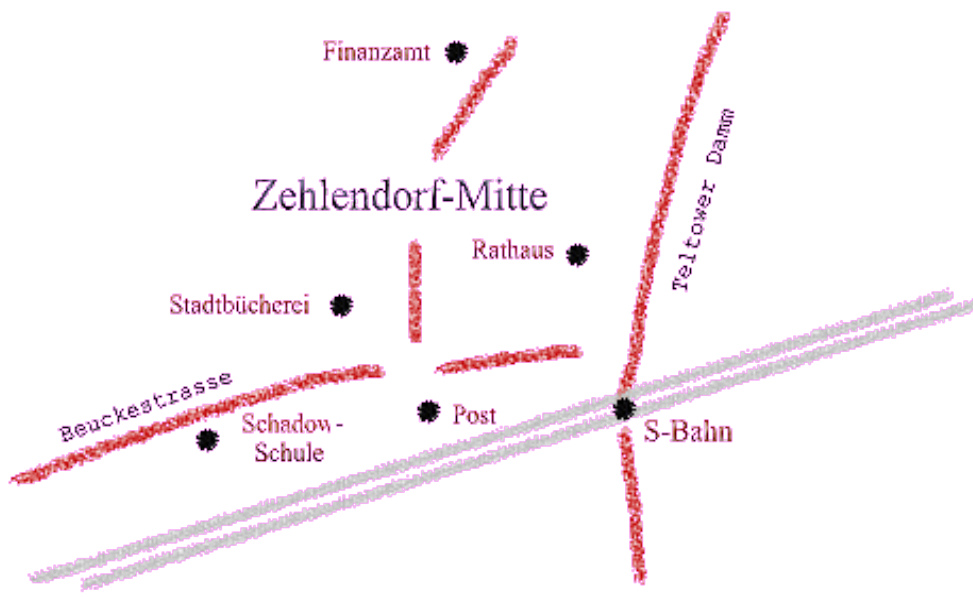 Finanzamt
Teltower Damm
Zehlendorf-Mitte
Rathaus
Stadtbücherei
Beuckestrasse
Schadow-
Schule
Post
S-Bahn